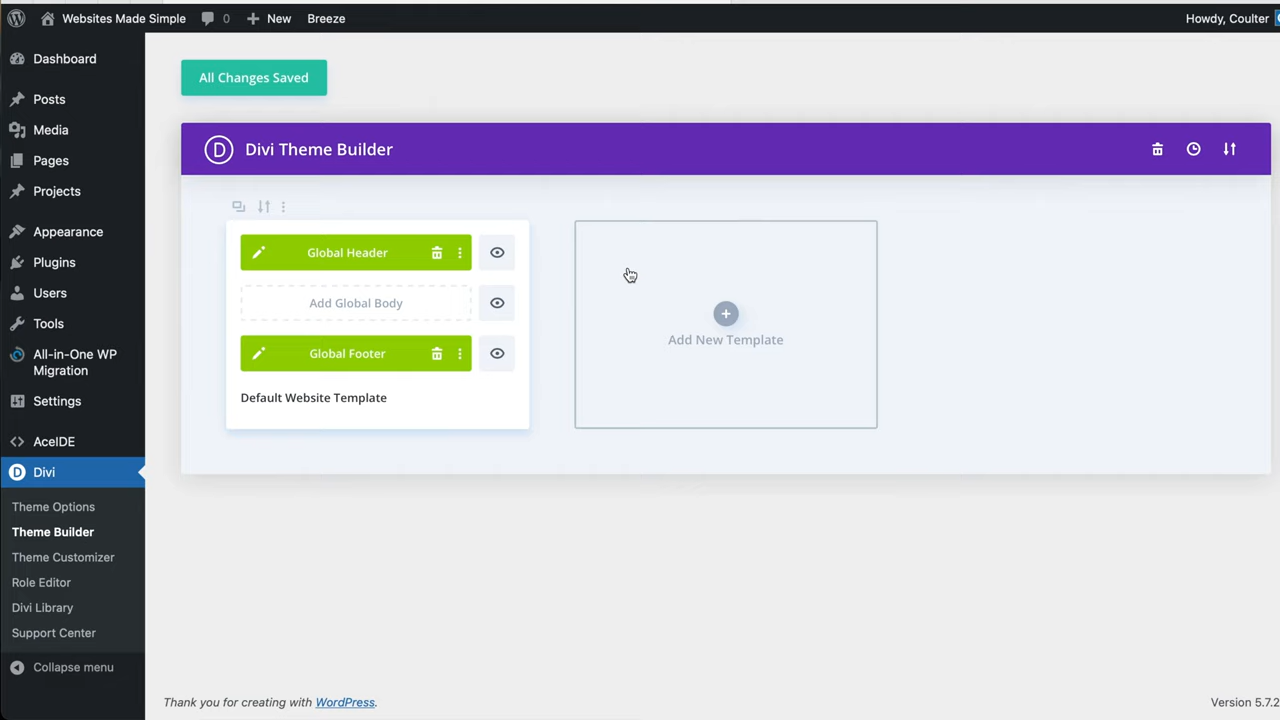 Websites Made Simple
0
New
Breeze
Howdy, Coulter
Dashboard
Posts
Media
Pages
Projects
Appearance
Plugins
Users
Tools
All-in-One WP
Migration
Settings
AceIDE
Divi
Theme Options
Theme Builder
Theme Customizer
Role Editor
Divi Library
Support Center
Collapse menu
All Changes Saved
D Divi Theme Builder
Global Header
Add Global Body
Global Footer
Default Website Template
Add New Template
Thank you for creating with WordPress.
Version 5.7.2